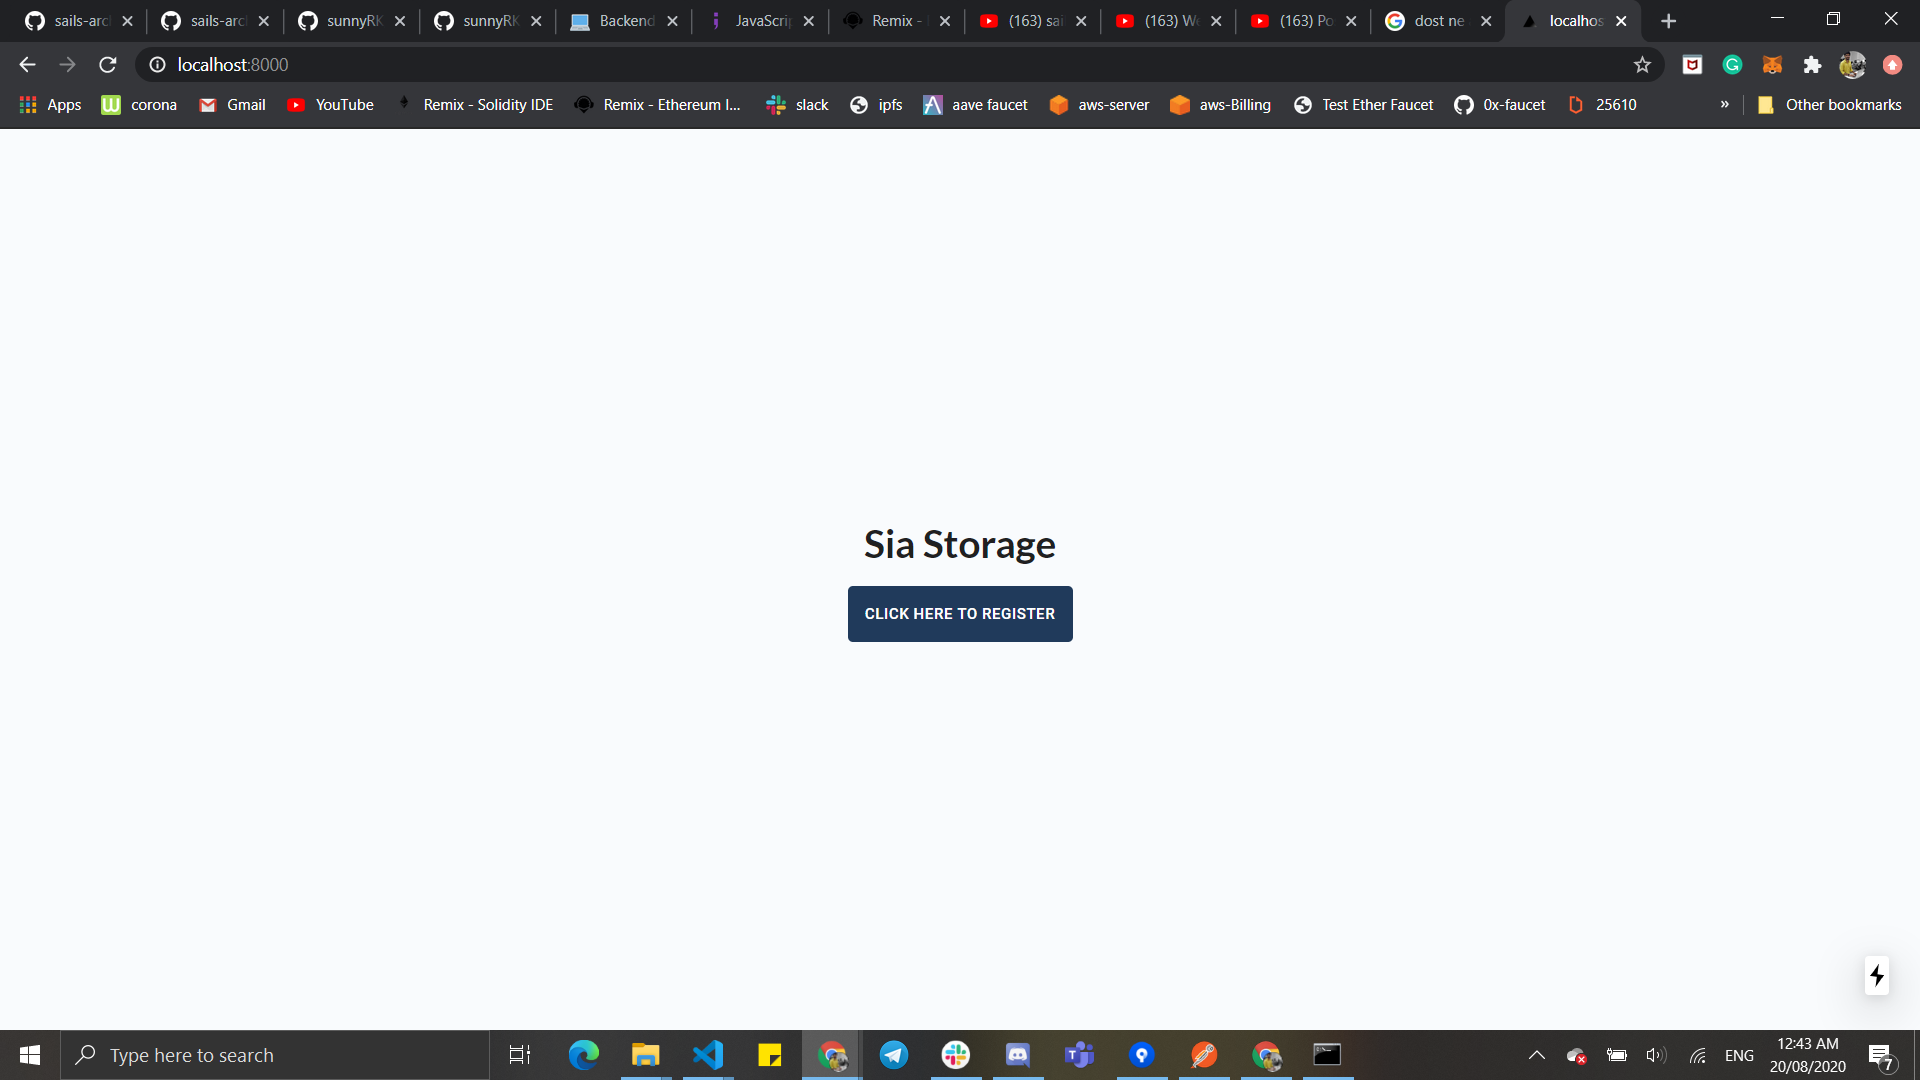 sails-arc
sails-arc
sunnyRK
sunnyRK
Backend
JavaScrip
Remix -
(163) sai
(163) We
(163) Po
dost ne
localhos
localhost:8000
Apps
corona
Gmail
YouTube
Remix - Solidity IDE
Remix - Ethereum I...
slack
ipfs
aave faucet
aws-server
aws-Billing
Test Ether Faucet
0x-faucet
25610
»
Other bookmarks
Sia Storage
CLICK HERE TO REGISTER
Type here to search
ENG
12:43 AM
20/08/2020
7